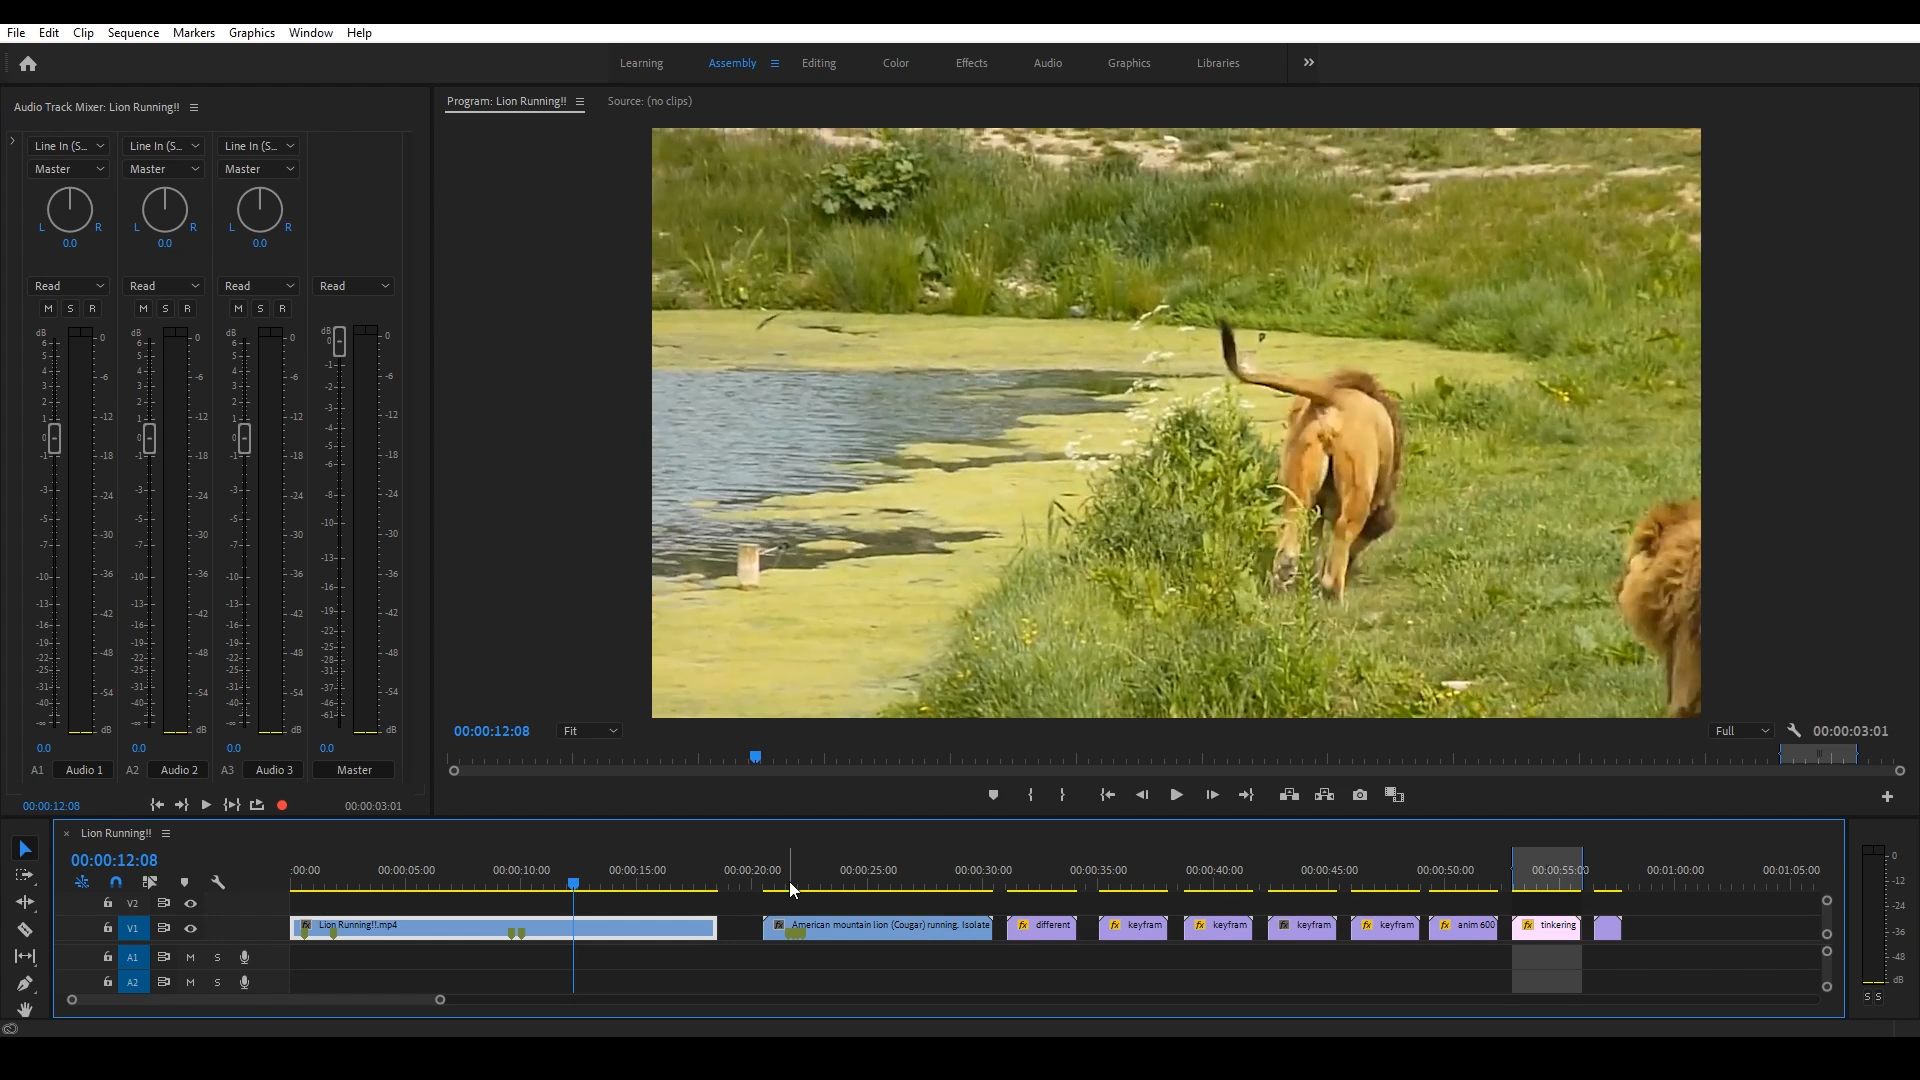 File Edit Clip Sequence Markers Graphics Window Help
Learning Assembly Editing Color Effects Audio Graphics Libraries
Audio Track Mixer: Lion Running!!
Program: Lion Running!! Source: (no clips)
Line In (S... Line In (S... Line In (S...
Master Master Master
L R L R L R
0.0 0.0 0.0
Read Read Read Read
M S R M S R M S R
dB 6 5 4 3 2 1 0 -1 -3 -5 -7 -10 -13 -16 -19 -22 -25 -31 -40 -∞
0 -6 -12 -18 -24 -30 -36 -42 -48 -54 dB
dB 6 5 4 3 2 1 0 -1 -3 -5 -7 -10 -13 -16 -19 -22 -25 -31 -40 -∞
0 -6 -12 -18 -24 -30 -36 -42 -48 -54 dB
dB 6 5 4 3 2 1 0 -1 -3 -5 -7 -10 -13 -16 -19 -22 -25 -31 -40 -∞
0 -6 -12 -18 -24 -30 -36 -42 -48 -54 dB
dB 0 -1 -2 -3 -4 -5 -6 -8 -10 -13 -16 -19 -22 -25 -28 -31 -37 -46 -61
0 -6 -12 -18 -24 -30 -36 -42 -48 -54 dB
0.0 0.0 0.0 0.0
A1 Audio 1 A2 Audio 2 A3 Audio 3 Master
00:00:12:08 00:00:03:01
00:00:12:08 Fit Full 00:00:03:01
× Lion Running!!
00:00:12:08
:00:00 00:00:05:00 00:00:10:00 00:00:15:00 00:00:20:00 00:00:25:00 00:00:30:00 00:00:35:00 00:00:40:00 00:00:45:00 00:00:50:00 00:00:55:00 00:01:00:00 00:01:05:00
V2
V1 fx Lion Running!!.mp4 fx American mountain lion (Cougar) running. Isolate fx different fx keyfram fx keyfram fx keyfram fx keyfram fx anim 600 fx tinkering
A1 M S
A2 M S
0 -12 -24 -36 -48 dB
S S